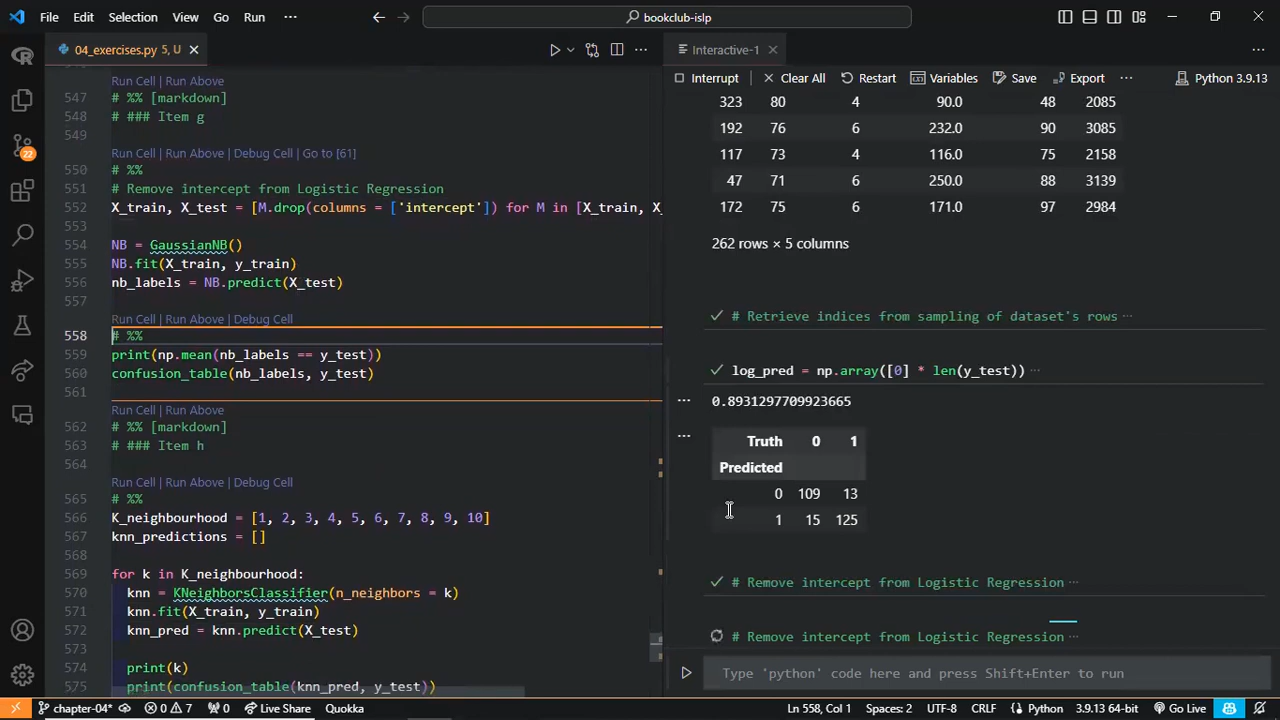 File Edit Selection View Go Run ··· bookclub-islp
04_exercises.py 5, U
Interactive-1
Interrupt Clear All Restart Variables Save Export ··· Python 3.9.13
Run Cell | Run Above
547 # %% [markdown]
548 # ### Item g
549
Run Cell | Run Above | Debug Cell | Go to [61]
550 # %%
551 # Remove intercept from Logistic Regression
552 X_train, X_test = [M.drop(columns = ['intercept']) for M in [X_train, X_
553
554 NB = GaussianNB()
555 NB.fit(X_train, y_train)
556 nb_labels = NB.predict(X_test)
557
Run Cell | Run Above | Debug Cell
558 # %%
559 print(np.mean(nb_labels == y_test))
560 confusion_table(nb_labels, y_test)
561
Run Cell | Run Above
562 # %% [markdown]
563 # ### Item h
564
Run Cell | Run Above | Debug Cell
565 # %%
566 K_neighbourhood = [1, 2, 3, 4, 5, 6, 7, 8, 9, 10]
567 knn_predictions = []
568
569 for k in K_neighbourhood:
570 knn = KNeighborsClassifier(n_neighbors = k)
571 knn.fit(X_train, y_train)
572 knn_pred = knn.predict(X_test)
573
574 print(k)
575 print(confusion_table(knn_pred, y_test))
323 80 4 90.0 48 2085
192 76 6 232.0 90 3085
117 73 4 116.0 75 2158
47 71 6 250.0 88 3139
172 75 6 171.0 97 2984
262 rows × 5 columns
# Retrieve indices from sampling of dataset's rows ···
log_pred = np.array([0] * len(y_test)) ···
0.8931297709923665
Truth 0 1
Predicted
0 109 13
1 15 125
# Remove intercept from Logistic Regression ···
# Remove intercept from Logistic Regression ···
Type 'python' code here and press Shift+Enter to run
22
chapter-04* 0 7 Live Share Quokka Ln 558, Col 1 Spaces: 2 UTF-8 CRLF Python 3.9.13 64-bit Go Live